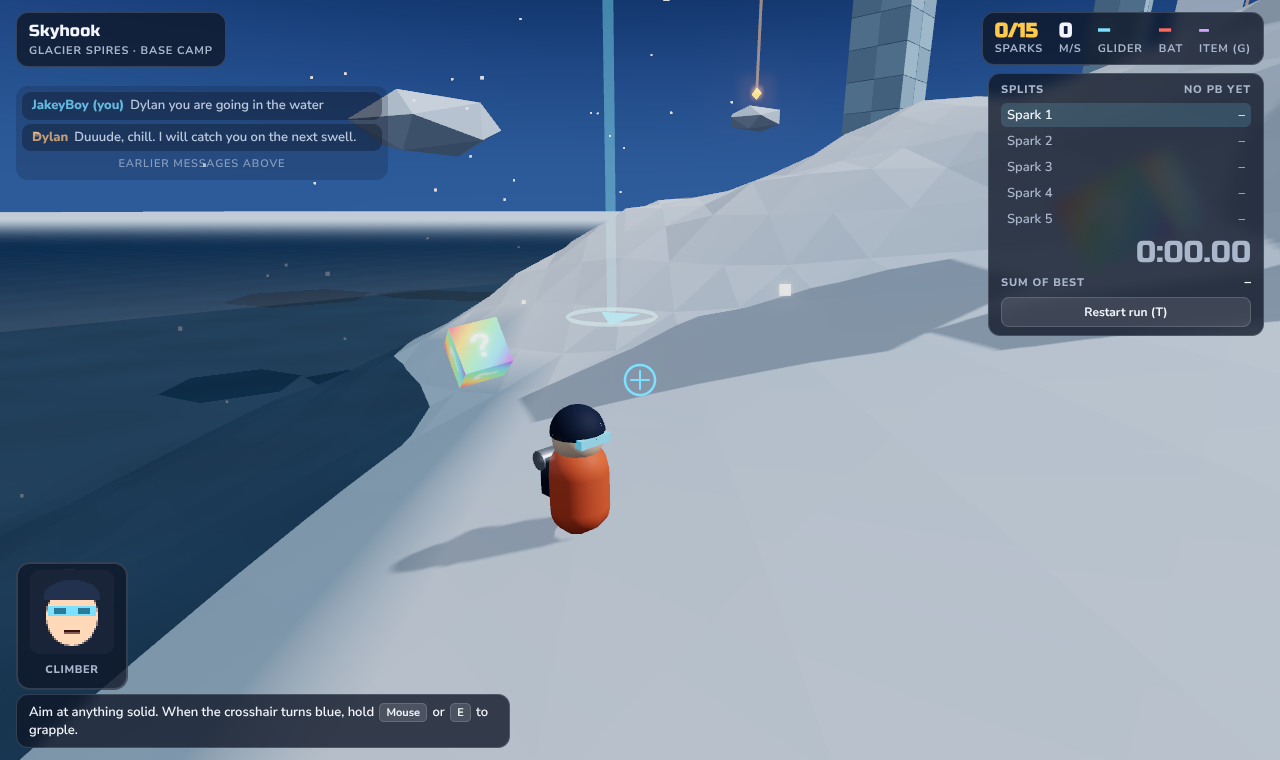 Skyhook
GLACIER SPIRES · BASE CAMP
JakeyBoy (you) Dylan you are going in the water
Dylan Duuude, chill. I will catch you on the next swell.
EARLIER MESSAGES ABOVE
0/15 SPARKS
0 M/S
– GLIDER
– BAT
– ITEM (G)
SPLITS NO PB YET
Spark 1 –
Spark 2 –
Spark 3 –
Spark 4 –
Spark 5 –
0:00.00
SUM OF BEST –
Restart run (T)
?
CLIMBER
Aim at anything solid. When the crosshair turns blue, hold Mouse or E to
grapple.